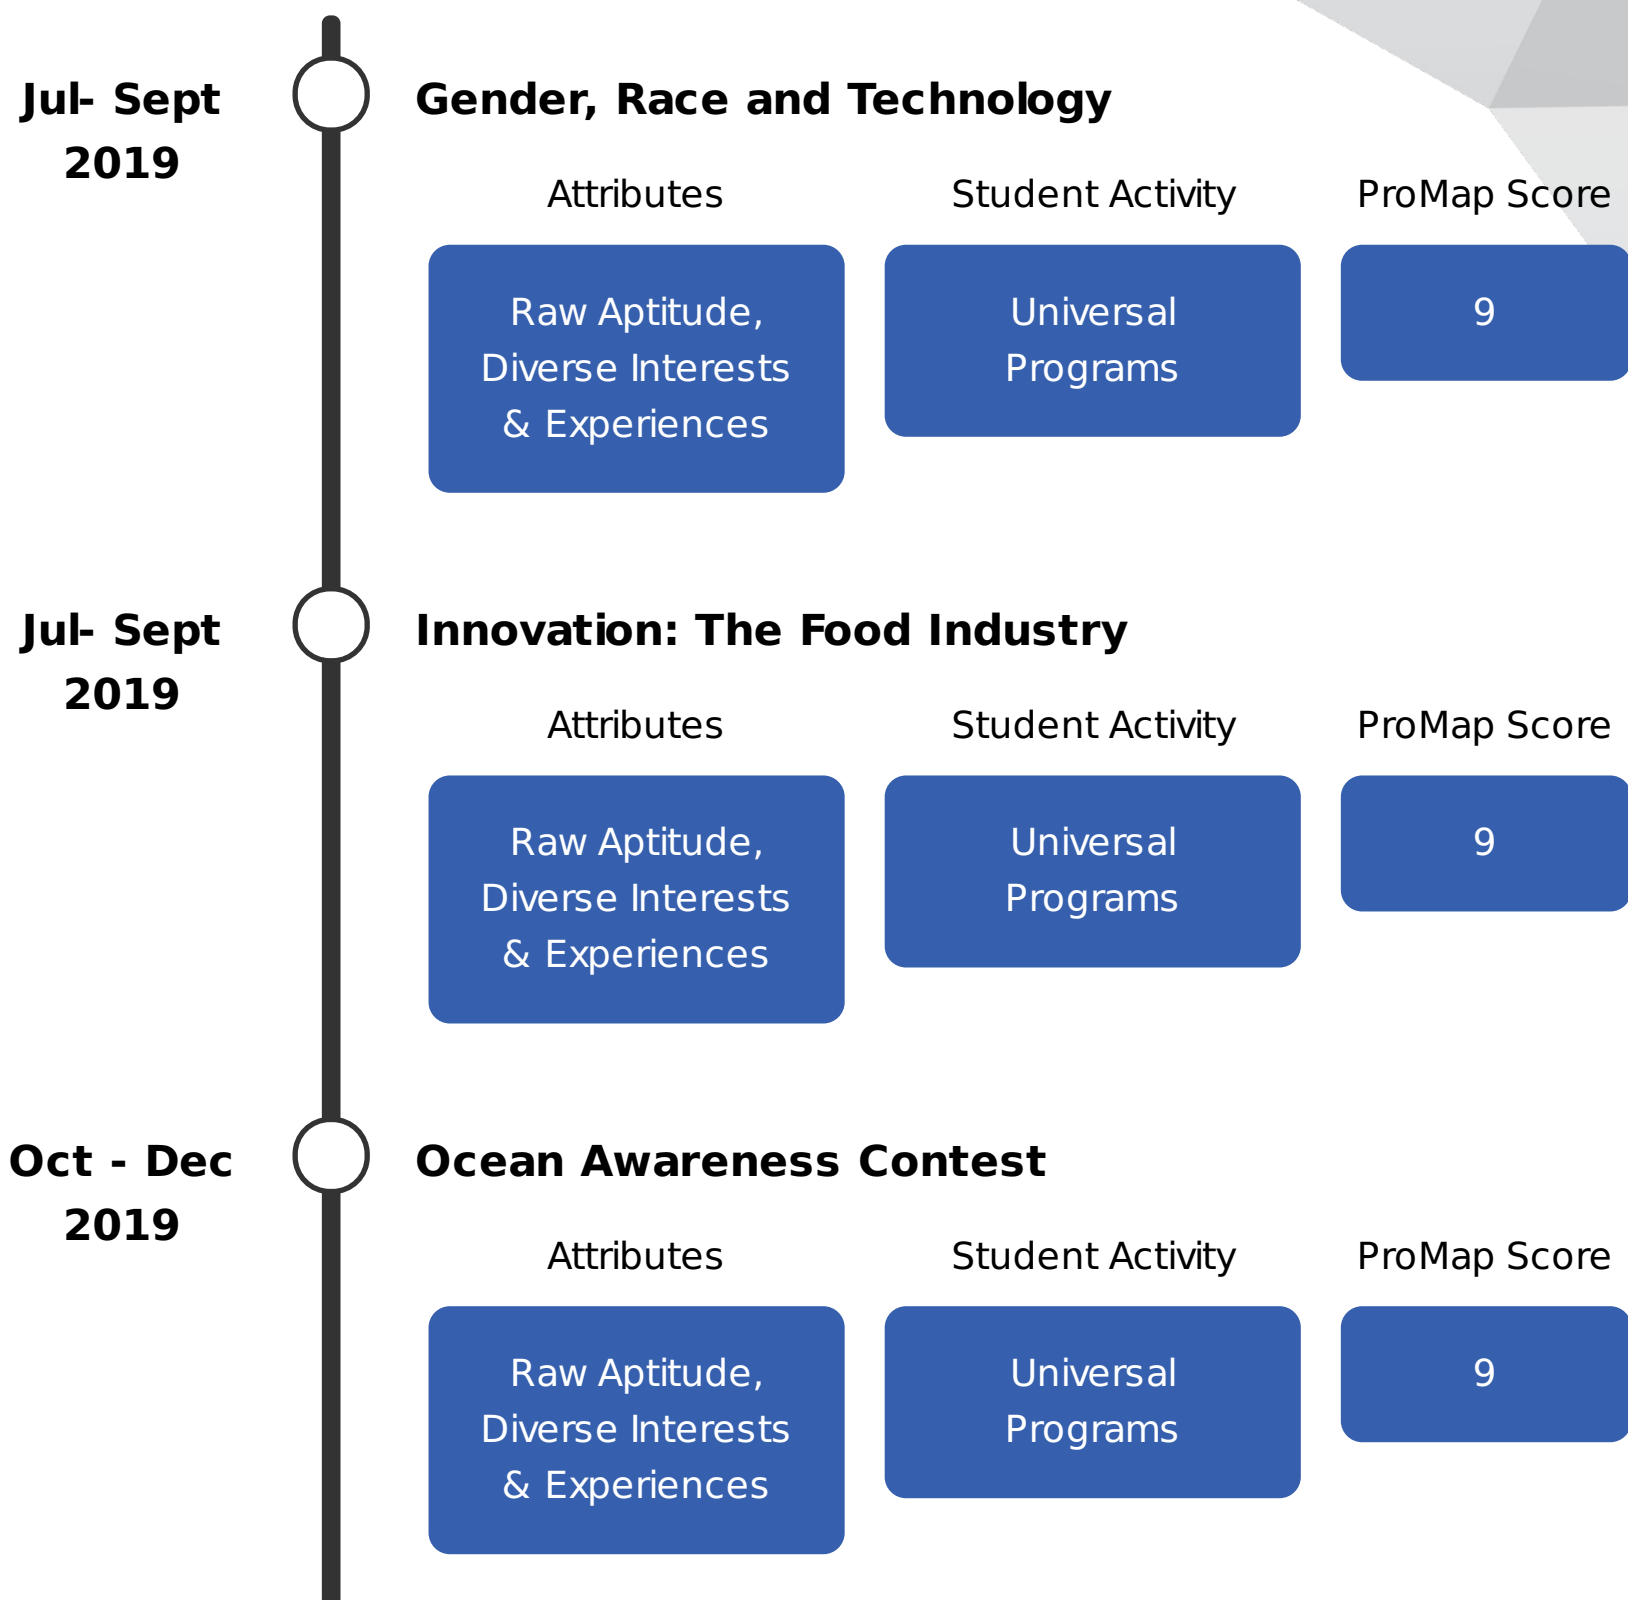 Jul- Sept
2019
Gender, Race and Technology
Attributes
Student Activity
ProMap Score
Raw Aptitude,
Diverse Interests
& Experiences
Universal
Programs
9
Jul- Sept
2019
Innovation: The Food Industry
Attributes
Student Activity
ProMap Score
Raw Aptitude,
Diverse Interests
& Experiences
Universal
Programs
9
Oct - Dec
2019
Ocean Awareness Contest
Attributes
Student Activity
ProMap Score
Raw Aptitude,
Diverse Interests
& Experiences
Universal
Programs
9